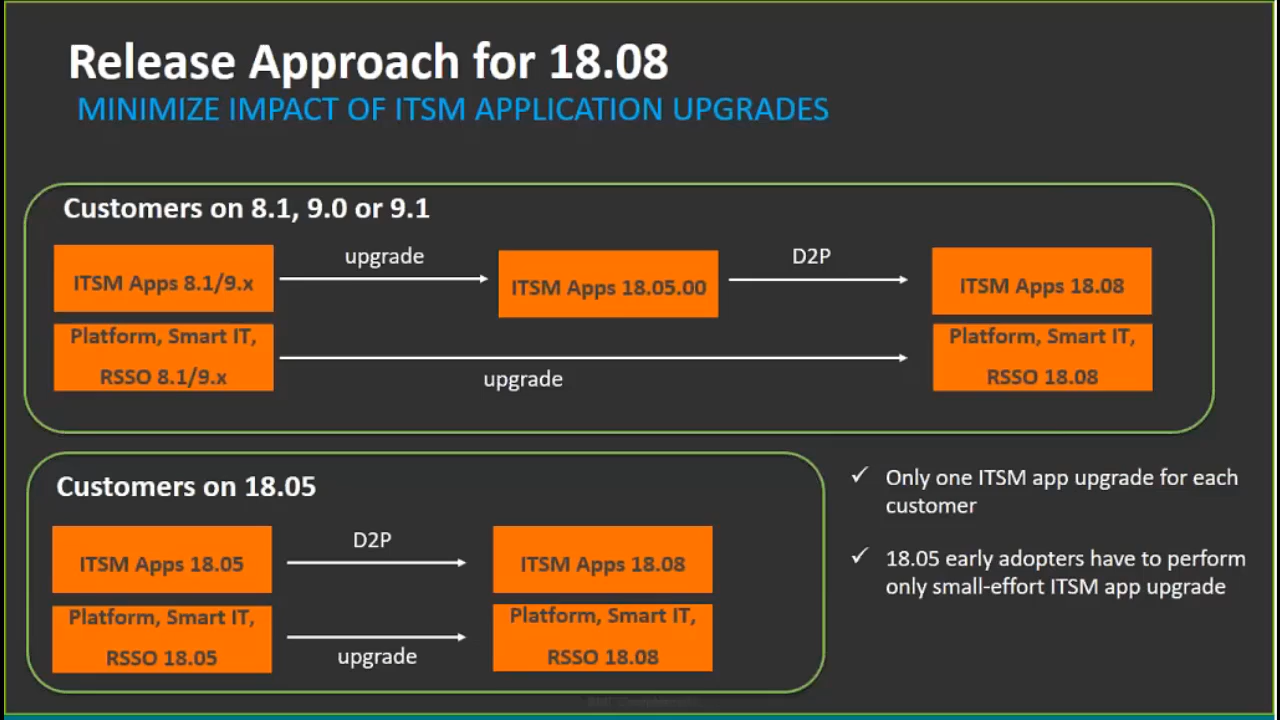 Release Approach for 18.08
MINIMIZE IMPACT OF ITSM APPLICATION UPGRADES
Customers on 8.1, 9.0 or 9.1
ITSM Apps 8.1/9.x
upgrade
ITSM Apps 18.05.00
D2P
ITSM Apps 18.08
Platform, Smart IT,
RSSO 8.1/9.x
upgrade
Platform, Smart IT,
RSSO 18.08
Customers on 18.05
ITSM Apps 18.05
D2P
ITSM Apps 18.08
Platform, Smart IT,
RSSO 18.05
upgrade
Platform, Smart IT,
RSSO 18.08
✓ Only one ITSM app upgrade for each
customer
✓ 18.05 early adopters have to perform
only small-effort ITSM app upgrade